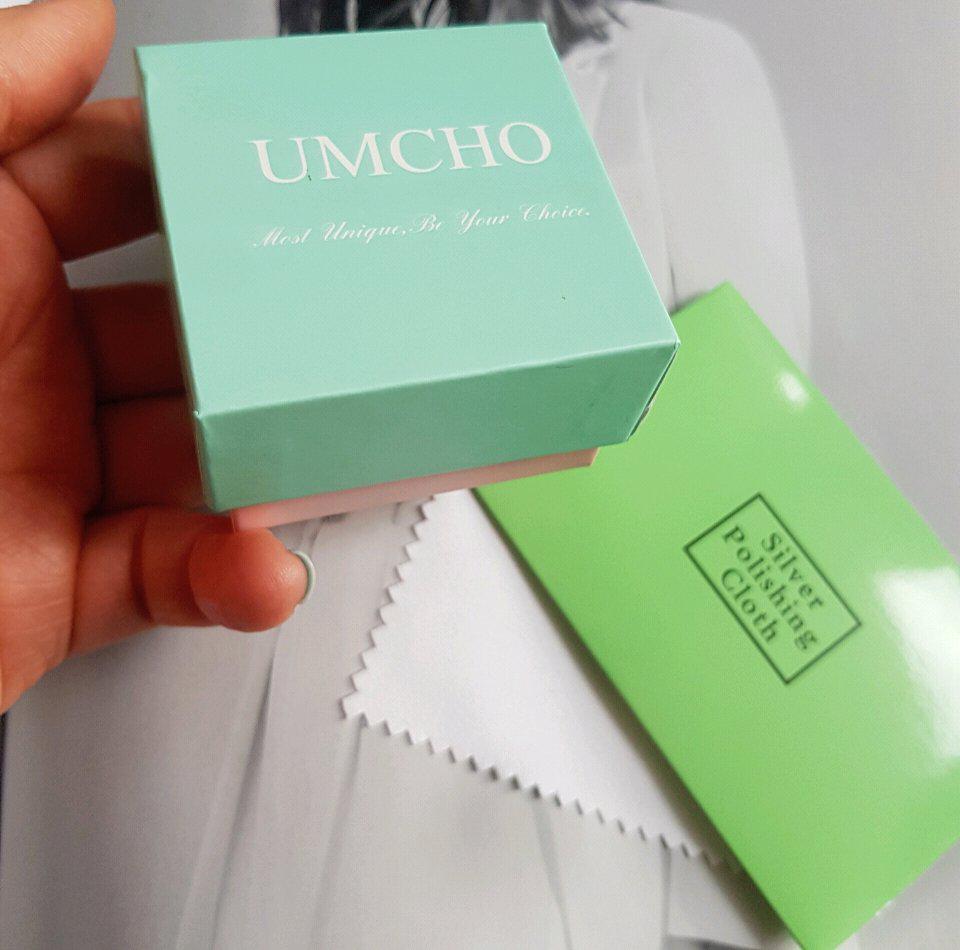 UMCHO
Most Unique, Be Your Choice.
Silver
Polishing
Cloth